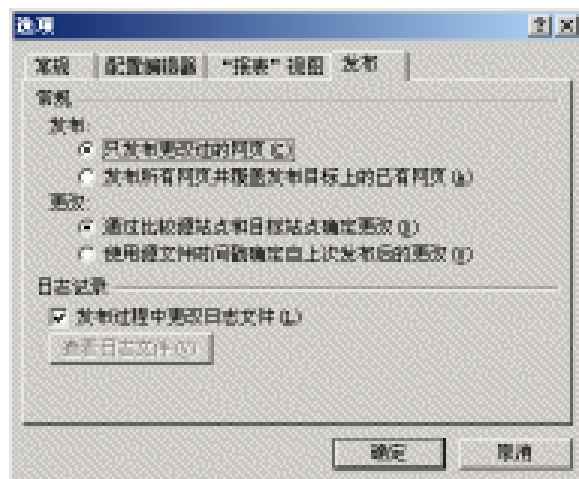 选项
常规 配置编辑器 “报表”视图 发布
常规
发布:
只发布更改过的网页(C)
发布所有网页并覆盖发布目标上的已有网页(A)
更改:
通过比较源站点和目标站点确定更改(D)
使用源文件时间戳确定自上次发布后的更改(U)
日志记录
发布过程中更改日志文件(L)
查看日志文件(V)
确定 取消